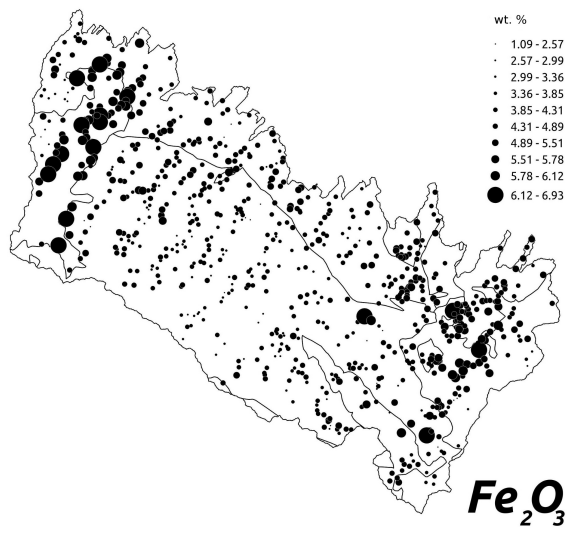 wt. %
1.09 - 2.57
2.57 - 2.99
2.99 - 3.36
3.36 - 3.85
3.85 - 4.31
4.31 - 4.89
4.89 - 5.51
5.51 - 5.78
5.78 - 6.12
6.12 - 6.93
Fe2O3